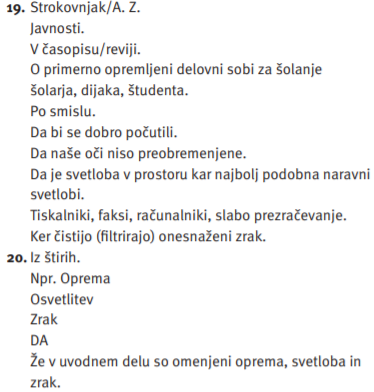 19. Strokovnjak/A. Z.
Javnosti.
V časopisu/reviji.
O primerno opremljeni delovni sobi za šolanje
šolarja, dijaka, študenta.
Po smislu.
Da bi se dobro počutili.
Da naše oči niso preobremenjene.
Da je svetloba v prostoru kar najbolj podobna naravni
svetlobi.
Tiskalniki, faksi, računalniki, slabo prezračevanje.
Ker čistijo (filtrirajo) onesnaženi zrak.
20. Iz štirih.
Npr. Oprema
Osvetlitev
Zrak
DA
Že v uvodnem delu so omenjeni oprema, svetloba in
zrak.